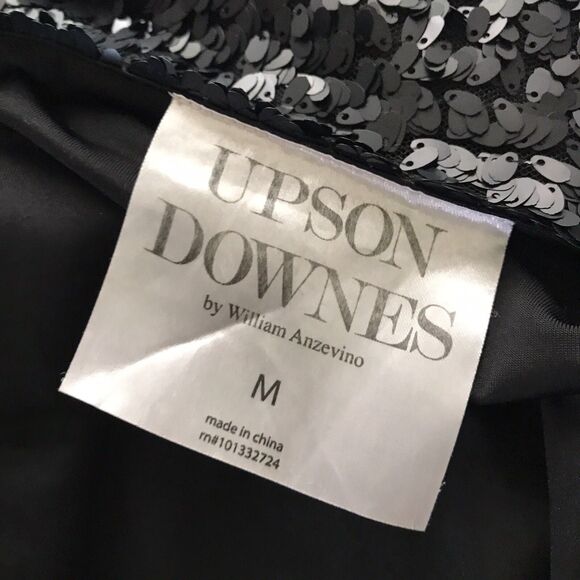 UPSON
DOWNES
by William Anzevino
M
made in china
rn#101332724